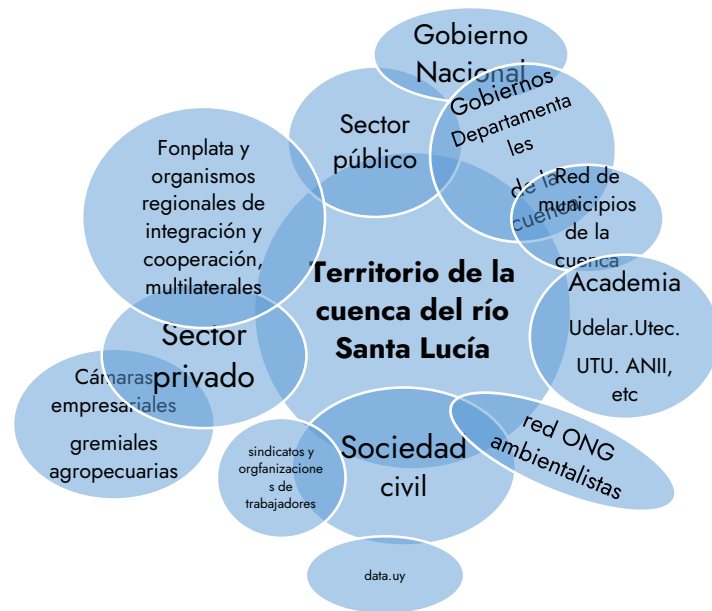 Gobierno
Nacional
Gobiernos
Departamenta
les
de la
cuenca
Sector
público
Fonplata y
organismos
regionales de
integración y
cooperación,
multilaterales
Red de
municipios
de la
cuenca
Territorio de la
cuenca del río
Santa Lucía
Academia
Udelar.Utec.
UTU. ANII,
etc
Sector
privado
Cámaras
empresariales
gremiales
agropecuarias
Sociedad
civil
red ONG
ambientalistas
sindicatos y
orgfanizacione
s de
trabajadores
data.uy